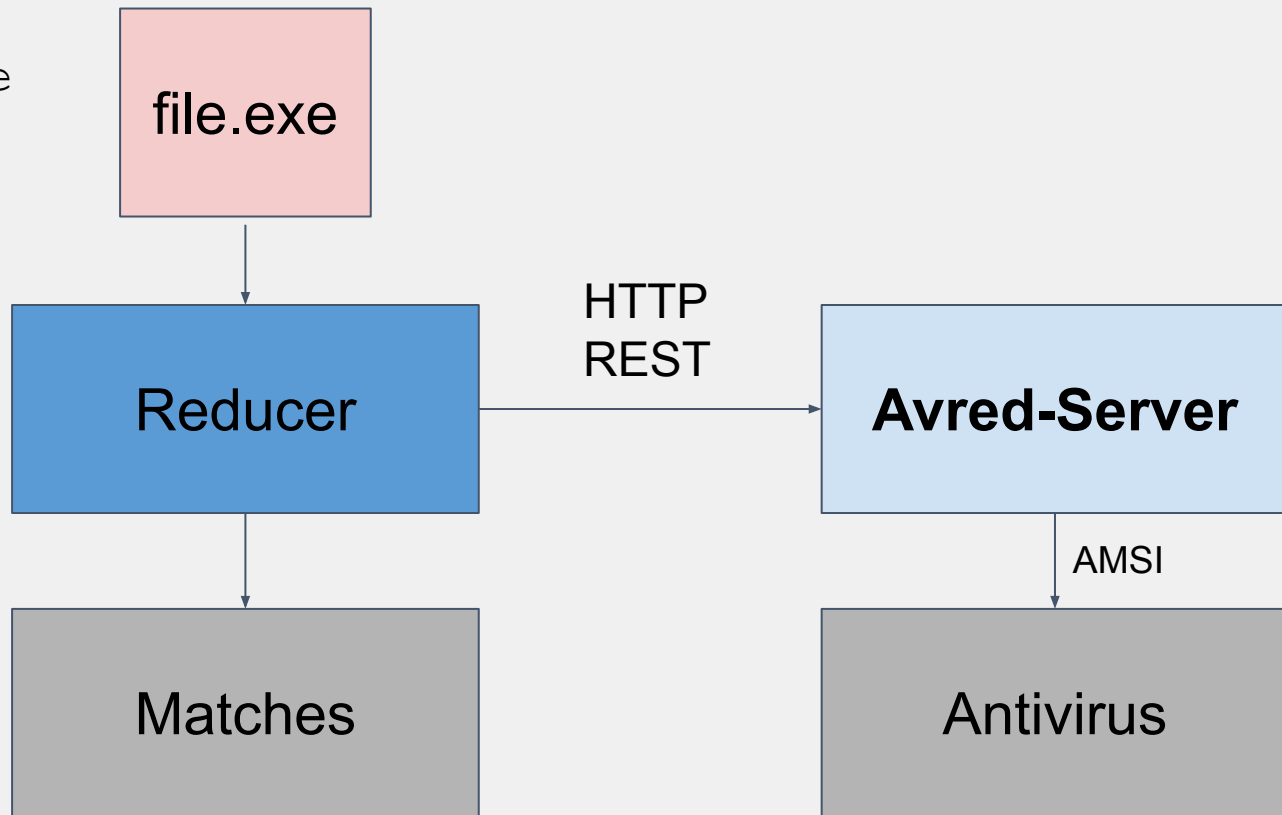 file.exe
HTTP
REST
Reducer
Avred-Server
AMSI
Matches
Antivirus